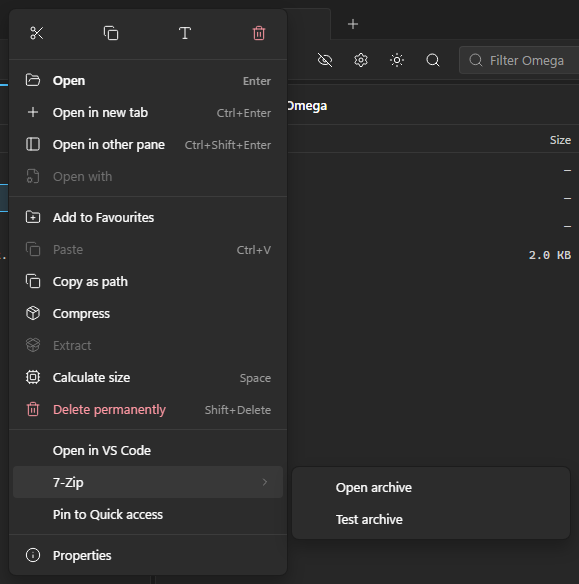 Filter Omega
Omega
Size
—
—
—
2.0 KB
Open Enter
Open in new tab Ctrl+Enter
Open in other pane Ctrl+Shift+Enter
Open with
Add to Favourites
Paste Ctrl+V
Copy as path
Compress
Extract
Calculate size Space
Delete permanently Shift+Delete
Open in VS Code
7-Zip
Open archive
Test archive
Pin to Quick access
Properties